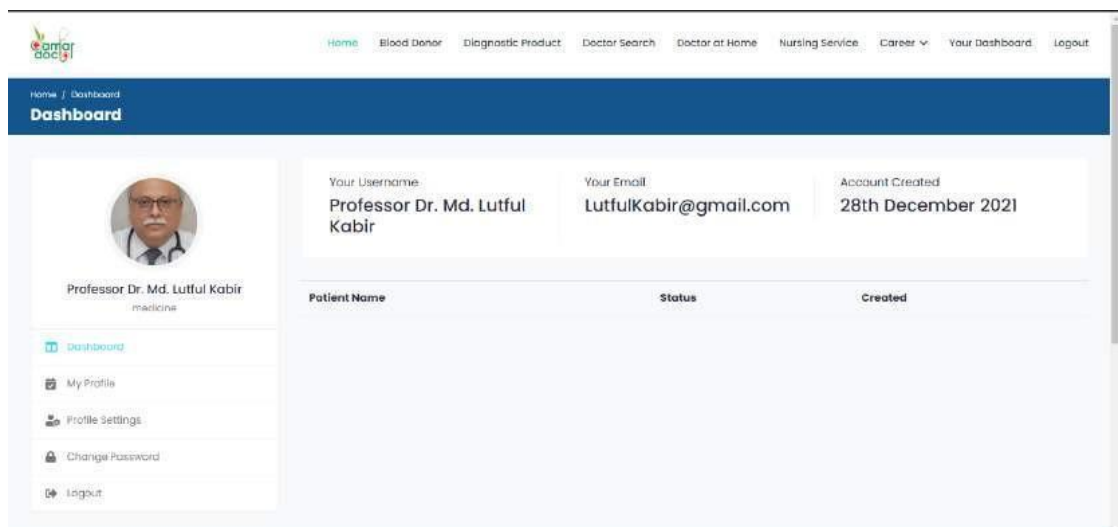 amar
doctor
Home Blood Donor Diagnostic Product Doctor Search Doctor at Home Nursing Service Career Your Dashboard Logout
Home / Dashboard
Dashboard
Professor Dr. Md. Lutful Kabir
medicine
Dashboard
My Profile
Profile Settings
Change Password
Logout
Your Username
Professor Dr. Md. Lutful
Kabir
Your Email
LutfulKabir@gmail.com
Account Created
28th December 2021
Patient Name Status Created